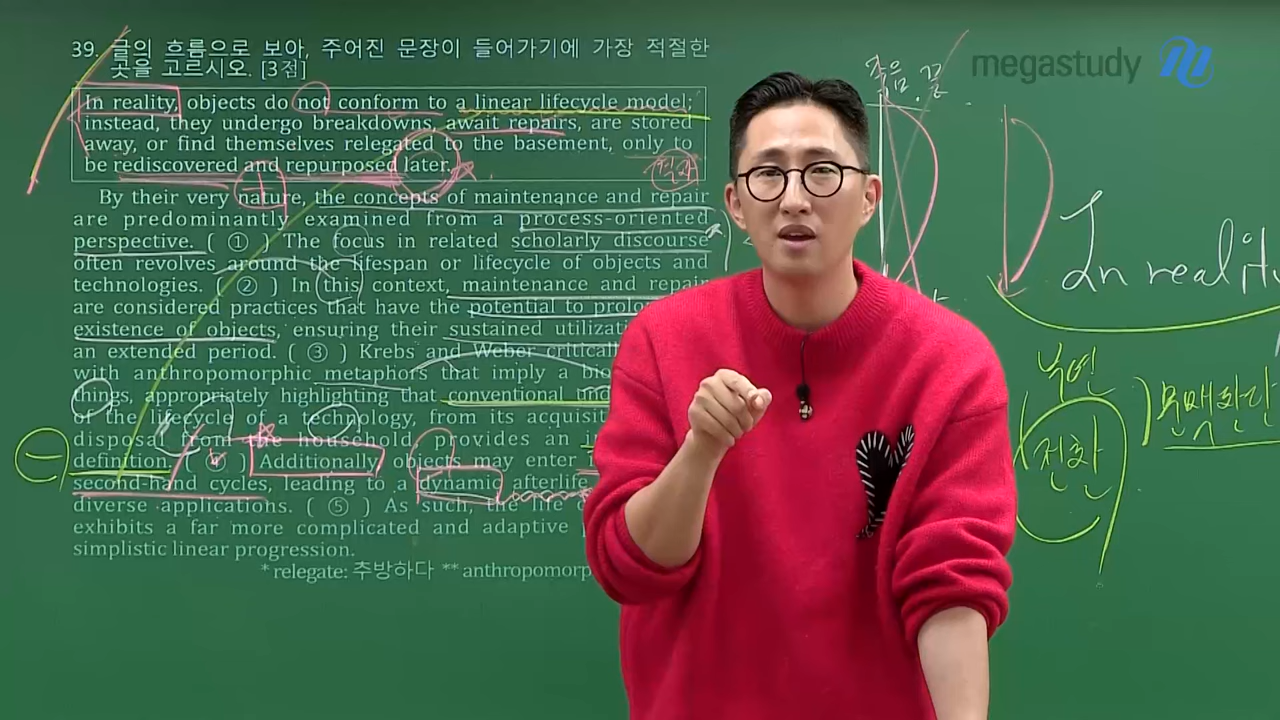 39. 글의 흐름으로 보아, 주어진 문장이 들어가기에 가장 적절한
곳을 고르시오. [3점]
In reality, objects do not conform to a linear lifecycle model;
instead, they undergo breakdowns, await repairs, are stored
away, or find themselves relegated to the basement, only to
be rediscovered and repurposed later.
By their very nature, the concepts of maintenance and repair
are predominantly examined from a process-oriented
perspective. ( ① ) The focus in related scholarly discourse
often revolves around the lifespan or lifecycle of objects and
technologies. ( ② ) In this context, maintenance and repair
are considered practices that have the potential to prolong
existence of objects, ensuring their sustained utilizati
an extended period. ( ③ ) Krebs and Weber critically
with anthropomorphic metaphors that imply a bio
things, appropriately highlighting that conventional und
of the lifecycle of a technology, from its acquisit
disposal from the household provides an
definition. ( ④ ) Additionally objects may enter
second-hand cycles, leading to a dynamic afterlife
diverse applications. ( ⑤ ) As such, the life
exhibits a far more complicated and adaptive
simplistic linear progression.
* relegate: 추방하다 ** anthropomorp
megastudy
In reality
부연
전환
문맥판단